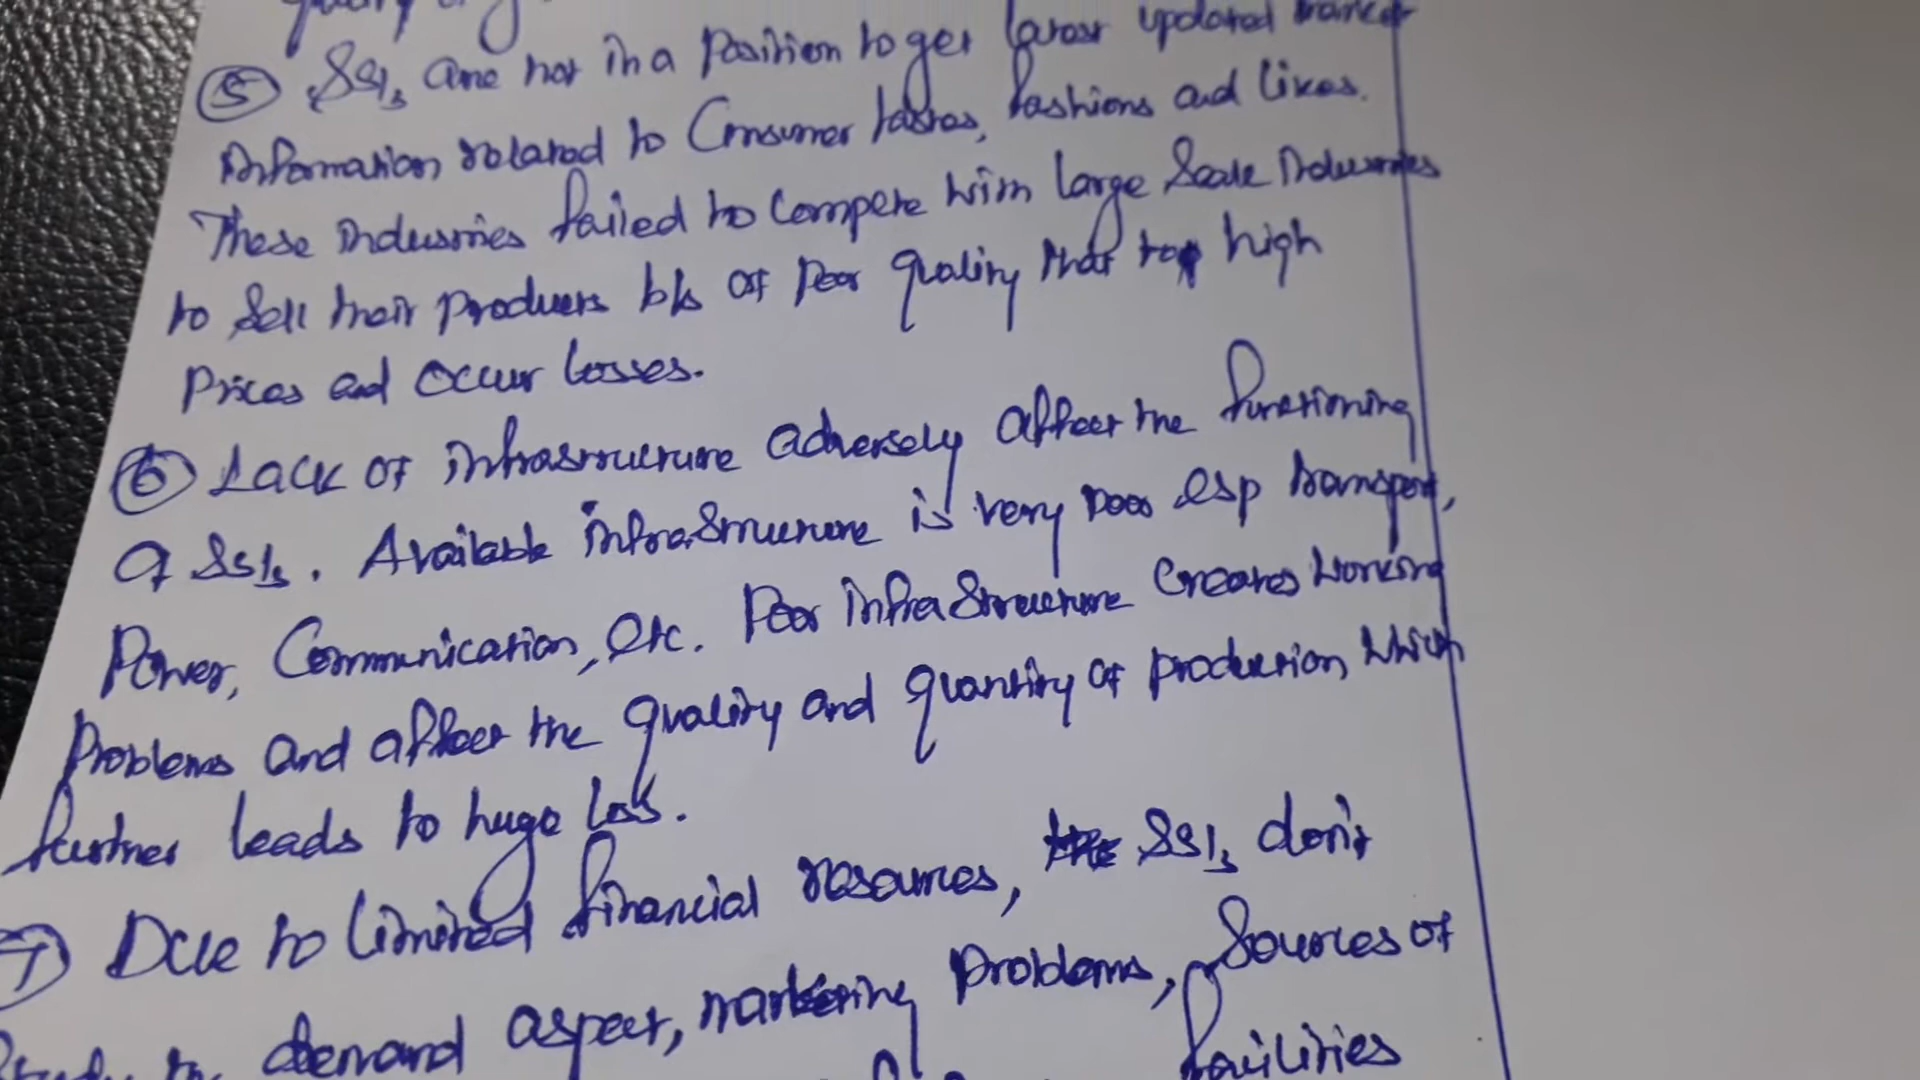 ⑤ SSIs are not in a position to get latest updated market
information related to Consumer tastes, fashions and likes.
These industries failed to compete with large Scale Industries
to Sell their products b/s of Poor quality that too high
Prices and occur losses.
⑥ Lack of infrastructure adversely affect the functioning
of SSIs. Available infraStructure is very poor esp transport,
Power, Communication, etc. Poor infraStructure Creates working
Problems and affect the quality and quantity of production, which
further leads to huge loss.
⑦ Due to limited financial resources, SSIs don't
Study the demand aspect, marketing problems, Sources of
facilities